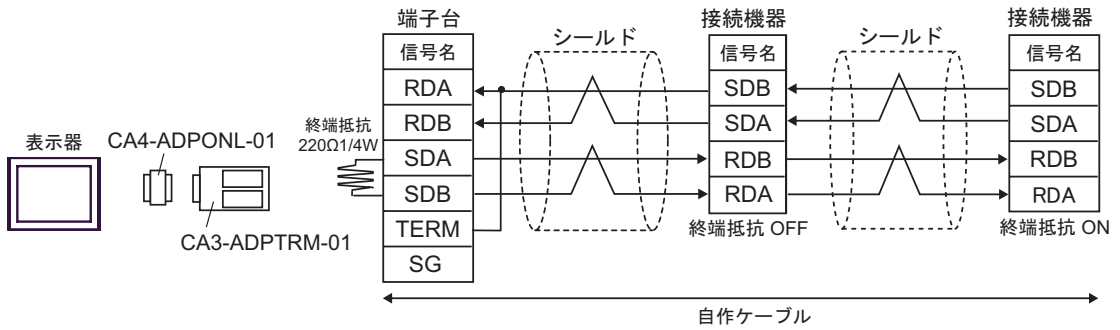 端子台
接続機器
接続機器
信号名
シールド
信号名
シールド
信号名
RDA
SDB
SDB
RDB
SDA
SDA
表示器
CA4-ADPONL-01
終端抵抗
220Ω1/4W
SDA
RDB
RDB
SDB
RDA
RDA
CA3-ADPTRM-01
TERM
終端抵抗 OFF
終端抵抗 ON
SG
自作ケーブル